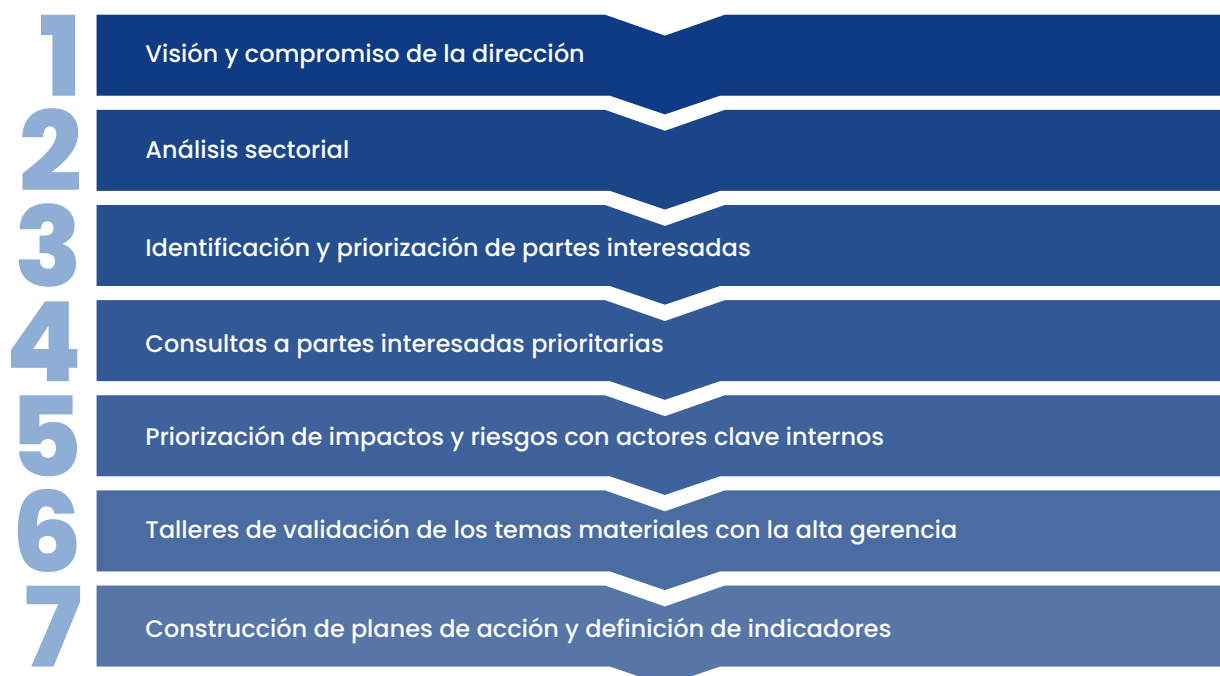 1 Visión y compromiso de la dirección
2 Análisis sectorial
3 Identificación y priorización de partes interesadas
4 Consultas a partes interesadas prioritarias
5 Priorización de impactos y riesgos con actores clave internos
6 Talleres de validación de los temas materiales con la alta gerencia
7 Construcción de planes de acción y definición de indicadores